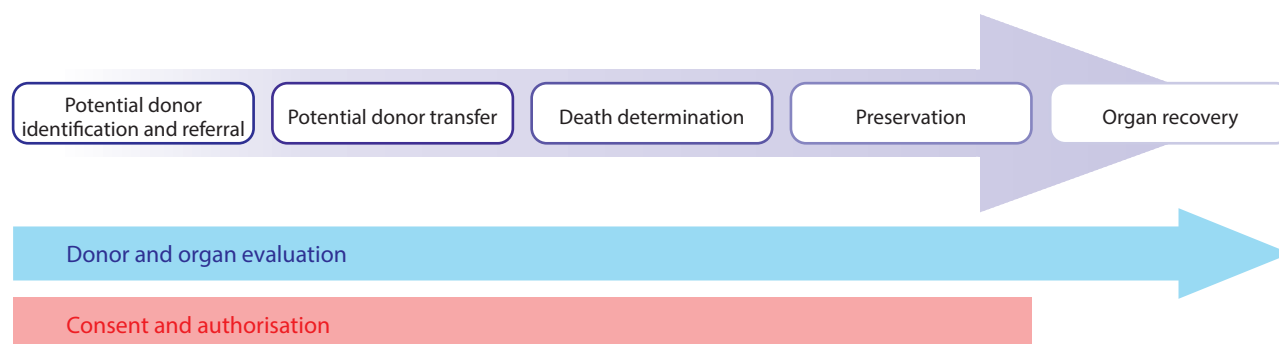 Potential donor
identification and referral
Potential donor transfer
Death determination
Preservation
Organ recovery
Donor and organ evaluation
Consent and authorisation